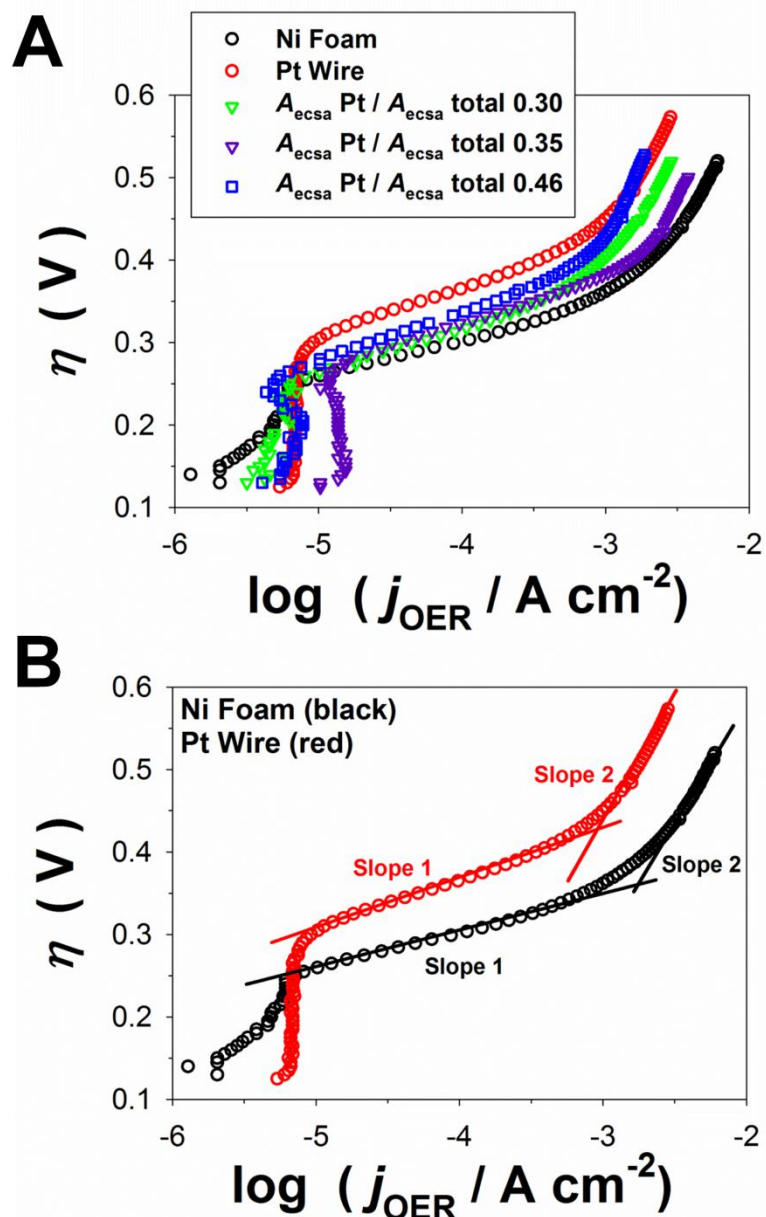 A
Ni Foam
Pt Wire
Aecsa Pt / Aecsa total 0.30
Aecsa Pt / Aecsa total 0.35
Aecsa Pt / Aecsa total 0.46
0.6
0.5
0.4
0.3
0.2
0.1
η (V)
-6 -5 -4 -3 -2
log (jOER / A cm-2)
B
Ni Foam (black)
Pt Wire (red)
0.6
0.5
0.4
0.3
0.2
0.1
η (V)
Slope 2
Slope 1
Slope 2
Slope 1
-6 -5 -4 -3 -2
log (jOER / A cm-2)